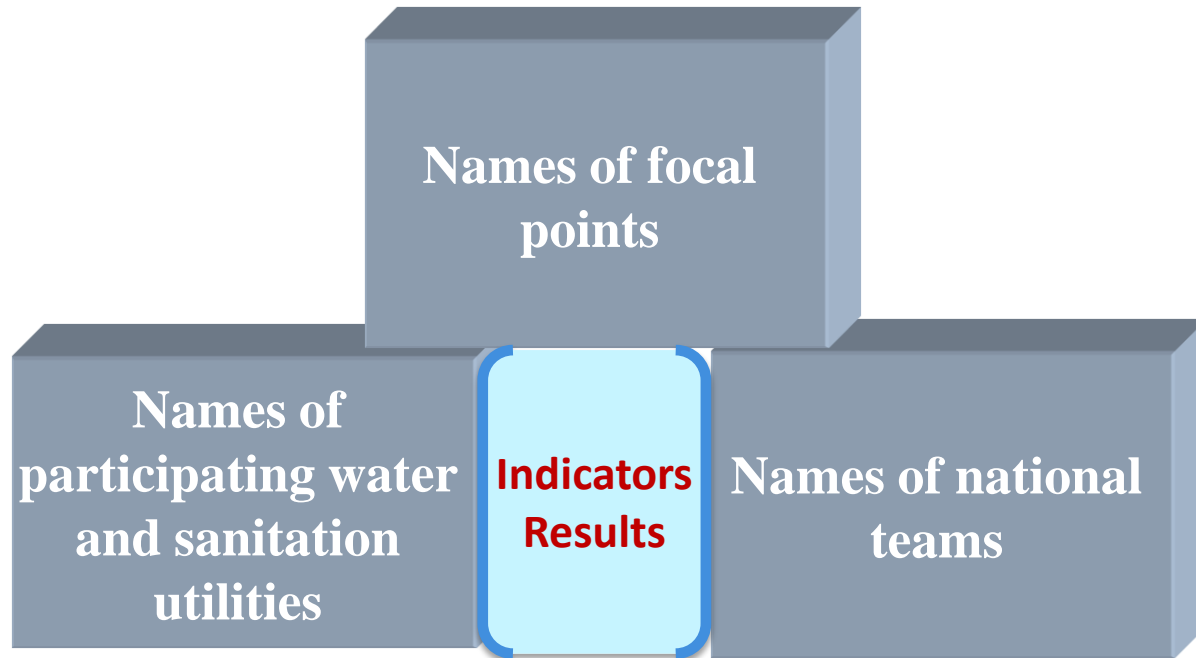 Names of focal
points
Names of
participating water
and sanitation
utilities
Indicators
Results
Names of national
teams